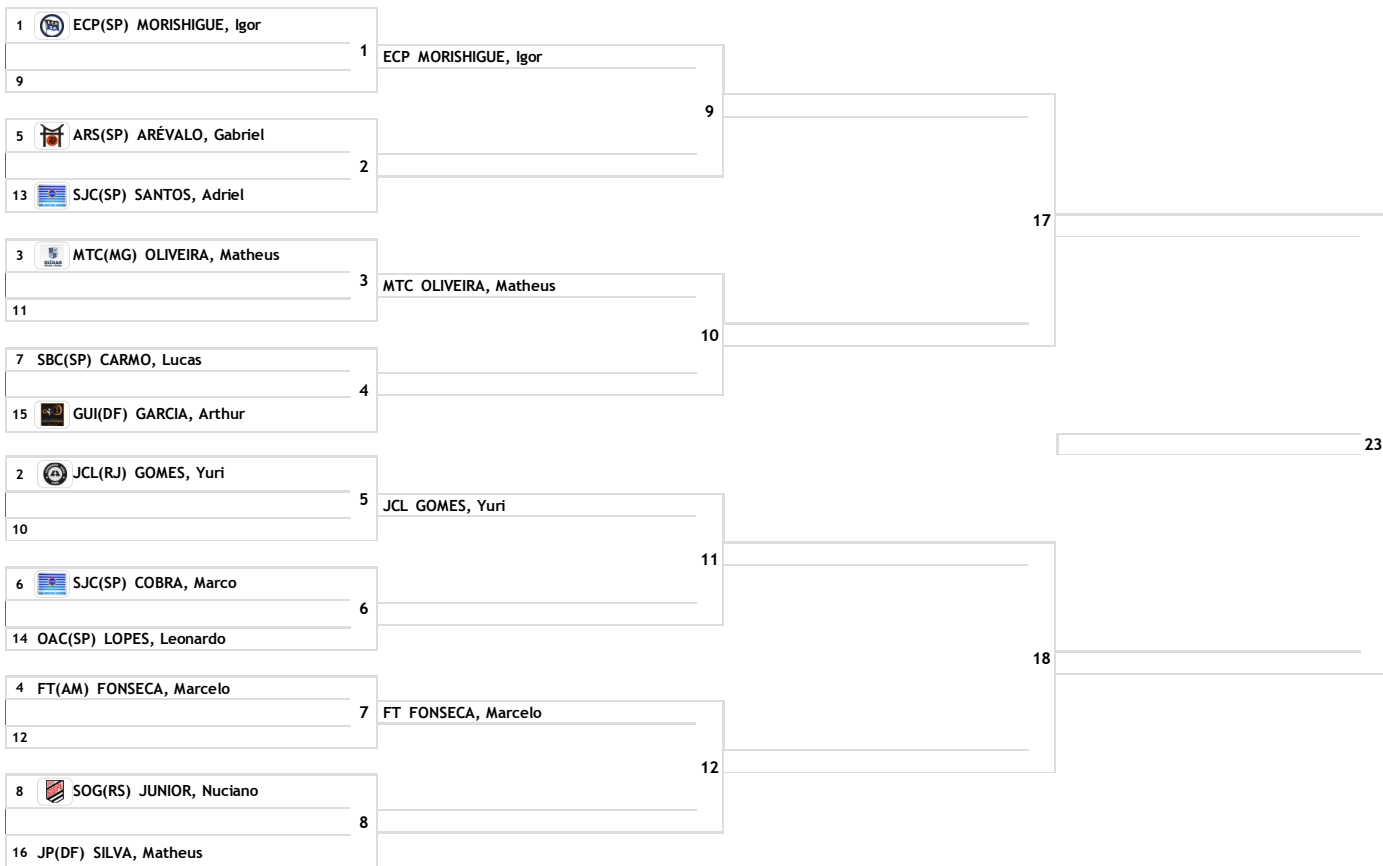 1 ECP(SP) MORISHIGUE, Igor
1
ECP MORISHIGUE, Igor
9
9
5 ARS(SP) ARÉVALO, Gabriel
2
13 SJC(SP) SANTOS, Adriel
17
3 MTC(MG) OLIVEIRA, Matheus
3
MTC OLIVEIRA, Matheus
11
10
7 SBC(SP) CARMO, Lucas
4
15 GUI(DF) GARCIA, Arthur
23
2 JCL(RJ) GOMES, Yuri
5
JCL GOMES, Yuri
10
11
6 SJC(SP) COBRA, Marco
6
14 OAC(SP) LOPES, Leonardo
18
4 FT(AM) FONSECA, Marcelo
7
FT FONSECA, Marcelo
12
12
8 SOG(RS) JUNIOR, Nuciano
8
16 JP(DF) SILVA, Matheus